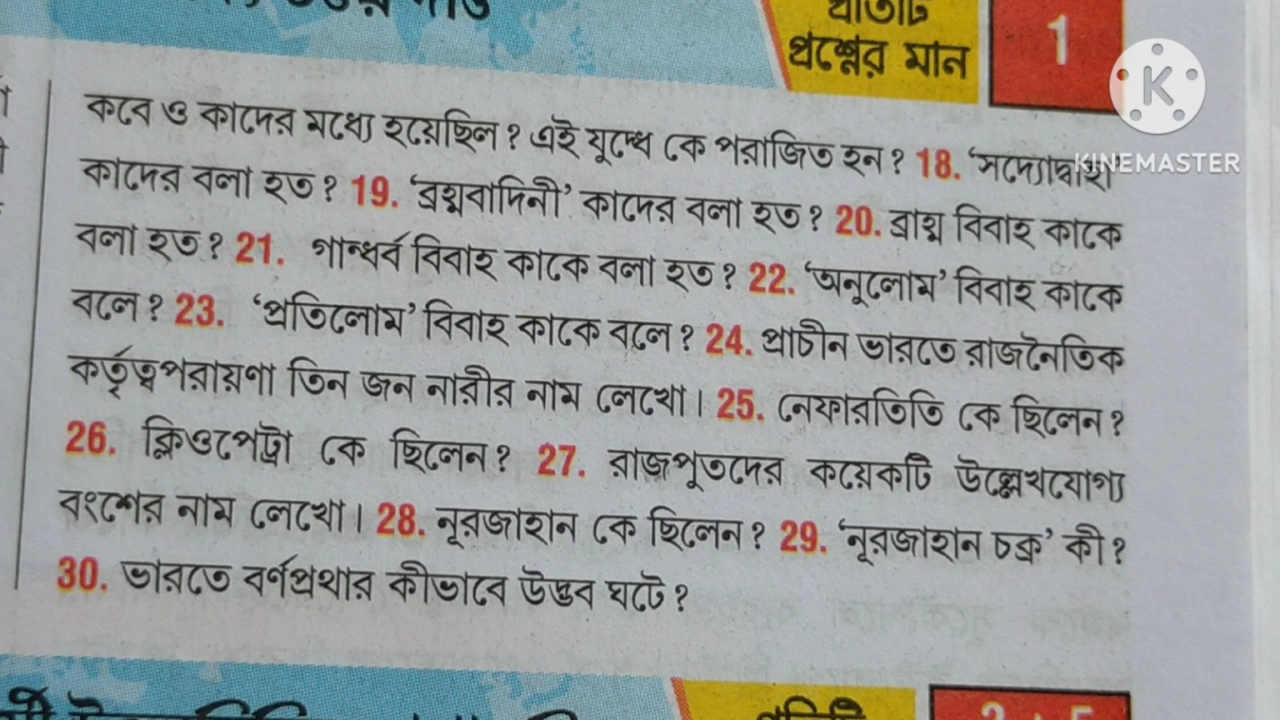 প্রতিটি
প্রশ্নের মান
1
KINEMASTER
কবে ও কাদের মধ্যে হয়েছিল? এই যুদ্ধে কে পরাজিত হন? 18. ‘সদ্যোদ্বাহা
কাদের বলা হত? 19. ‘ব্রহ্মবাদিনী’ কাদের বলা হত? 20. ব্রাহ্ম বিবাহ কাকে
বলা হত? 21. গান্ধর্ব বিবাহ কাকে বলা হত? 22. ‘অনুলোম’ বিবাহ কাকে
বলে? 23. ‘প্রতিলোম’ বিবাহ কাকে বলে? 24. প্রাচীন ভারতে রাজনৈতিক
কর্তৃত্বপরায়ণা তিন জন নারীর নাম লেখো। 25. নেফারতিতি কে ছিলেন?
26. ক্লিওপেট্রা কে ছিলেন? 27. রাজপুতদের কয়েকটি উল্লেখযোগ্য
বংশের নাম লেখো। 28. নূরজাহান কে ছিলেন? 29. ‘নূরজাহান চক্র’ কী?
30. ভারতে বর্ণপ্রথার কীভাবে উদ্ভব ঘটে?